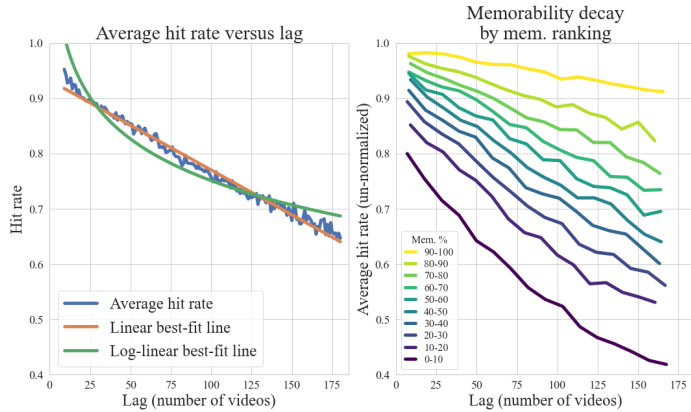 Average hit rate versus lag
Hit rate
1.0
0.9
0.8
0.7
0.6
0.5
0.4
Average hit rate
Linear best-fit line
Log-linear best-fit line
0 25 50 75 100 125 150 175
Lag (number of videos)
Memorability decay
by mem. ranking
Average hit rate (un-normalized)
1.0
0.9
0.8
0.7
0.6
0.5
0.4
Mem. %
90-100
80-90
70-80
60-70
50-60
40-50
30-40
20-30
10-20
0-10
0 25 50 75 100 125 150 175
Lag (number of videos)